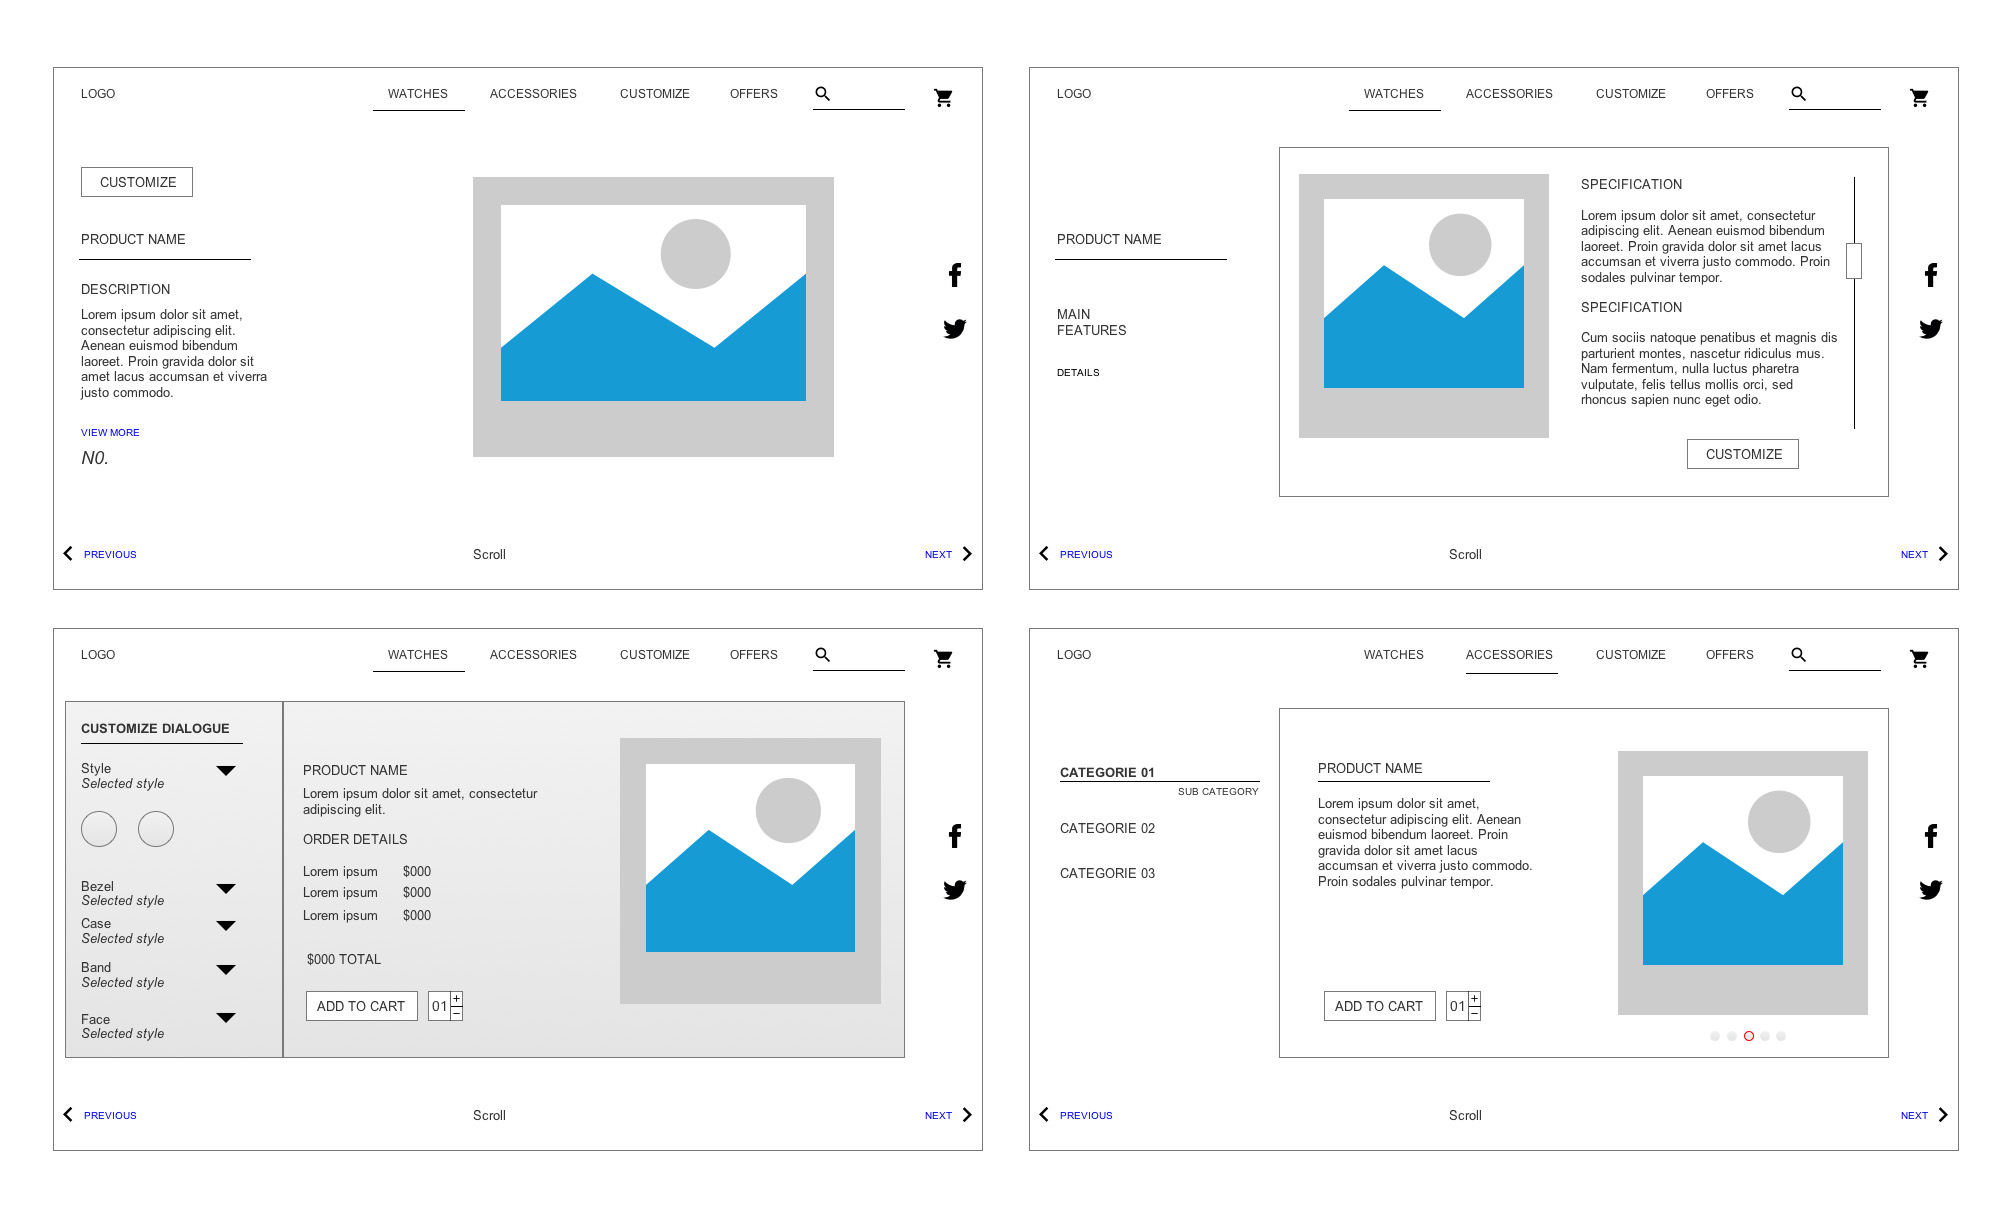 LOGO
WATCHES
ACCESSORIES
CUSTOMIZE
OFFERS
CUSTOMIZE
PRODUCT NAME
DESCRIPTION
Lorem ipsum dolor sit amet,
consectetur adipiscing elit.
Aenean euismod bibendum
laoreet. Proin gravida dolor sit
amet lacus accumsan et viverra
justo commodo.
VIEW MORE
N0.
PREVIOUS
Scroll
NEXT
LOGO
WATCHES
ACCESSORIES
CUSTOMIZE
OFFERS
PRODUCT NAME
MAIN
FEATURES
DETAILS
SPECIFICATION
Lorem ipsum dolor sit amet, consectetur
adipiscing elit. Aenean euismod bibendum
laoreet. Proin gravida dolor sit amet lacus
accumsan et viverra justo commodo. Proin
sodales pulvinar tempor.
SPECIFICATION
Cum sociis natoque penatibus et magnis dis
parturient montes, nascetur ridiculus mus.
Nam fermentum, nulla luctus pharetra
vulputate, felis tellus mollis orci, sed
rhoncus sapien nunc eget odio.
CUSTOMIZE
PREVIOUS
Scroll
NEXT
LOGO
WATCHES
ACCESSORIES
CUSTOMIZE
OFFERS
CUSTOMIZE DIALOGUE
Style
Selected style
Bezel
Selected style
Case
Selected style
Band
Selected style
Face
Selected style
PRODUCT NAME
Lorem ipsum dolor sit amet, consectetur
adipiscing elit.
ORDER DETAILS
Lorem ipsum $000
Lorem ipsum $000
Lorem ipsum $000
$000 TOTAL
ADD TO CART
01
+
−
PREVIOUS
Scroll
NEXT
LOGO
WATCHES
ACCESSORIES
CUSTOMIZE
OFFERS
CATEGORIE 01
SUB CATEGORY
CATEGORIE 02
CATEGORIE 03
PRODUCT NAME
Lorem ipsum dolor sit amet,
consectetur adipiscing elit. Aenean
euismod bibendum laoreet. Proin
gravida dolor sit amet lacus
accumsan et viverra justo commodo.
Proin sodales pulvinar tempor.
ADD TO CART
01
+
−
PREVIOUS
Scroll
NEXT